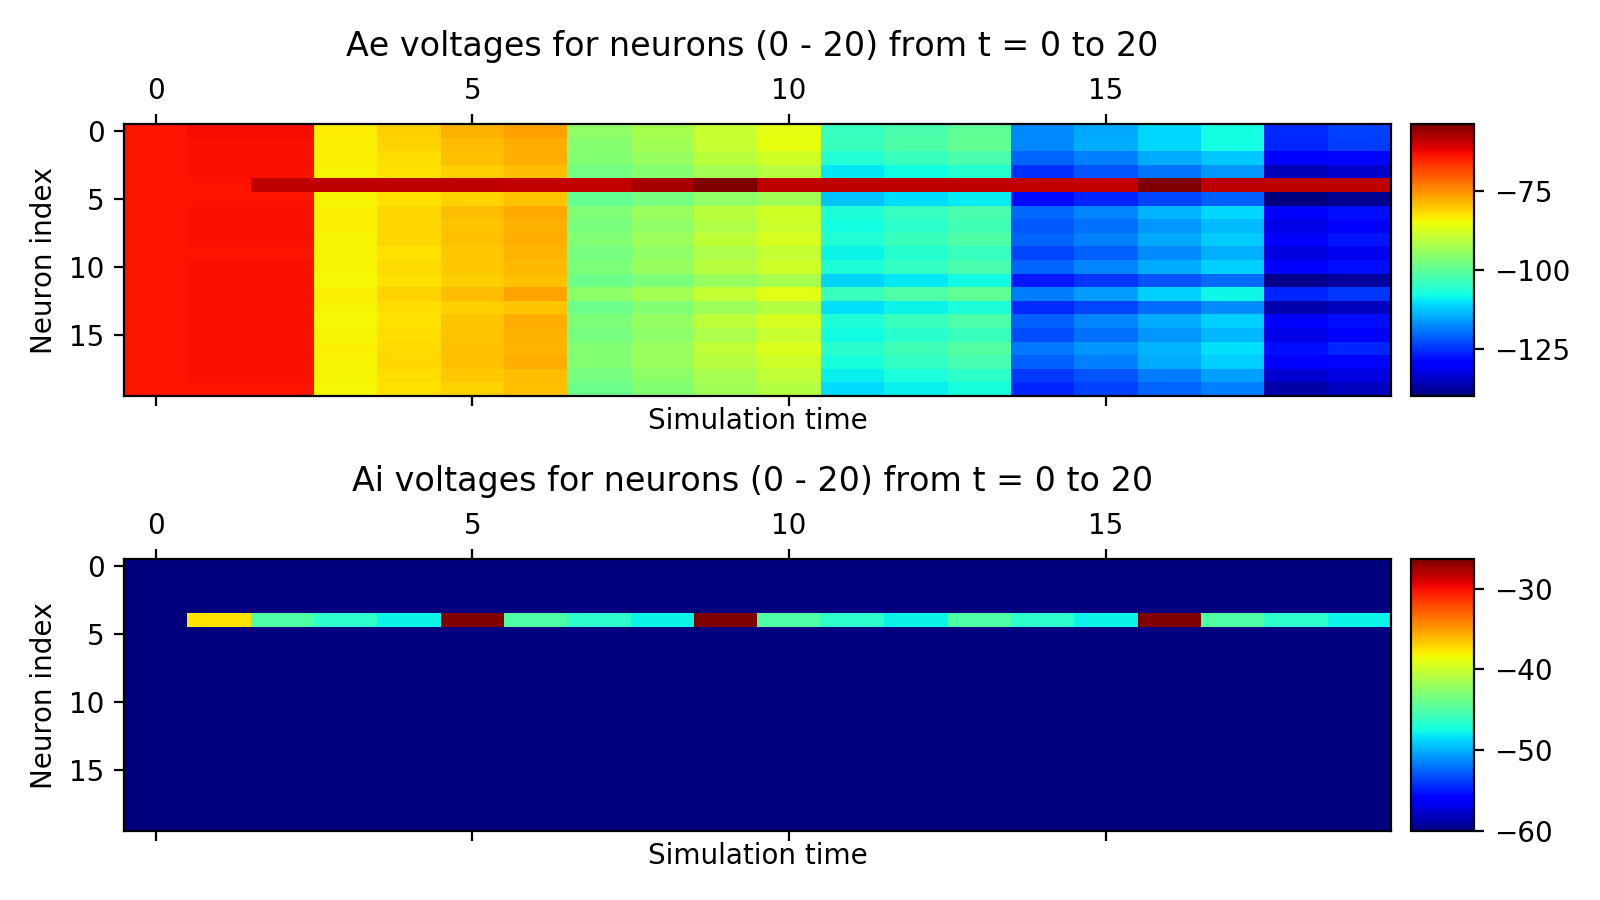 Ae voltages for neurons (0 - 20) from t = 0 to 20
0 5 10 15
Neuron index
0
5
10
15
Simulation time
−75
−100
−125
Ai voltages for neurons (0 - 20) from t = 0 to 20
0 5 10 15
Neuron index
0
5
10
15
Simulation time
−30
−40
−50
−60